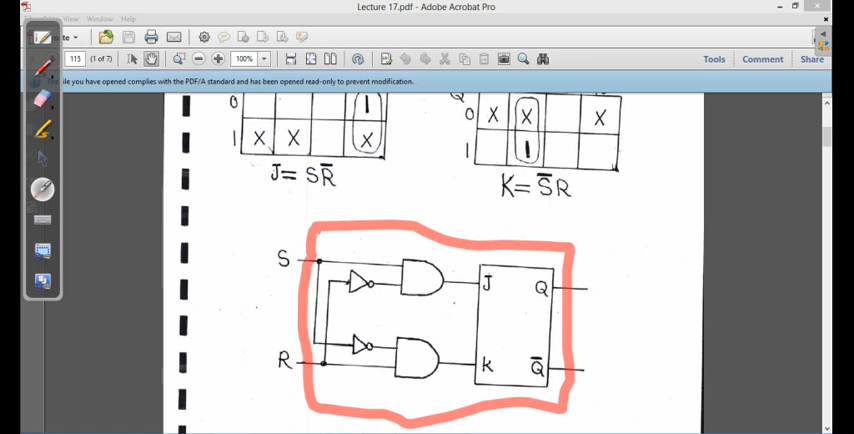 Lecture 17.pdf - Adobe Acrobat Pro
View Window Help
115 (1 of 7) 100% Tools Comment Share
file you have opened complies with the PDF/A standard and has been opened read-only to prevent modification.
0 1
1 X X X
J= SR̅
Q
0 X X X
1 1
K= S̅R
S
J Q
R K Q̅